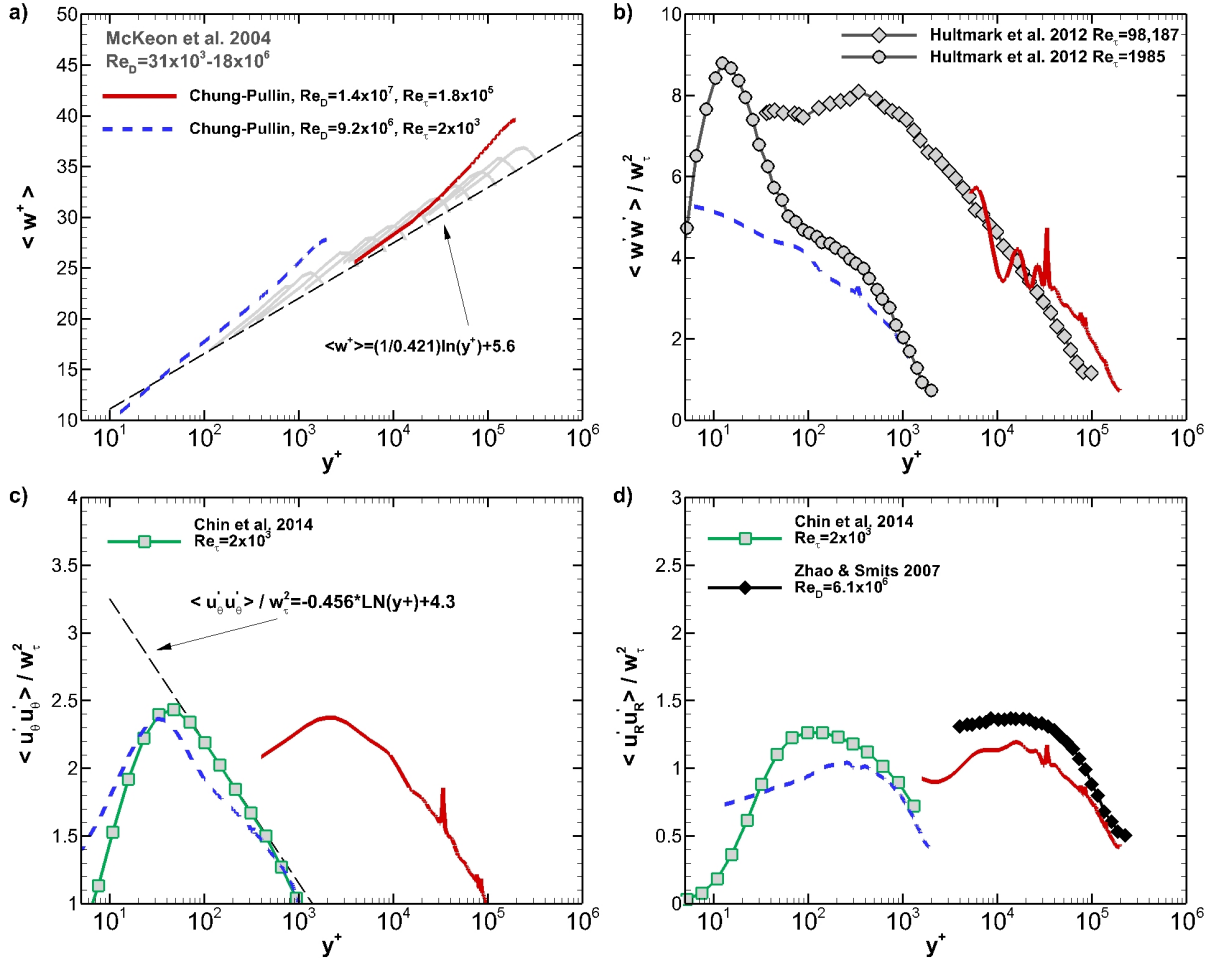 a)
McKeon et al. 2004
Re_D=31x10^3-18x10^6
Chung-Pullin, Re_D=1.4x10^7, Re_τ=1.8x10^5
Chung-Pullin, Re_D=9.2x10^6, Re_τ=2x10^3
<w^+>=(1/0.421)ln(y^+)+5.6
50
45
40
35
30
25
20
15
10
< w^+ >
10^1
10^2
10^3
10^4
10^5
10^6
y^+
b)
Hultmark et al. 2012 Re_τ=98,187
Hultmark et al. 2012 Re_τ=1985
10
8
6
4
2
0
< w'w' > / w_τ^2
10^1
10^2
10^3
10^4
10^5
10^6
y^+
c)
Chin et al. 2014
Re_τ=2x10^3
< u'_θ u'_θ > / w_τ^2=-0.456*LN(y+)+4.3
4
3.5
3
2.5
2
1.5
1
< u'_θ u'_θ > / w_τ^2
10^1
10^2
10^3
10^4
10^5
10^6
y^+
d)
Chin et al. 2014
Re_τ=2x10^3
Zhao & Smits 2007
Re_D=6.1x10^6
3
2.5
2
1.5
1
0.5
0
< u'_R u'_R > / w_τ^2
10^1
10^2
10^3
10^4
10^5
10^6
y^+